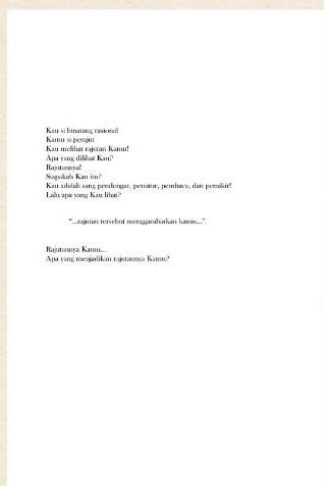 Kau si binatang rasional
Kamu si perajut
Kau melihat rajutan Kamu!
Apa yang dilihat Kau?
Rajutannya!
Siapakah Kau itu?
Kau adalah sang pendengar, penutur, pembaca, dan pemikir!
Lalu apa yang Kau lihat?
“...rajutan tersebut menggambarkan kamu...”
Rajutannya Kamu...
Apa yang menjadikan rajutannya Kamu?